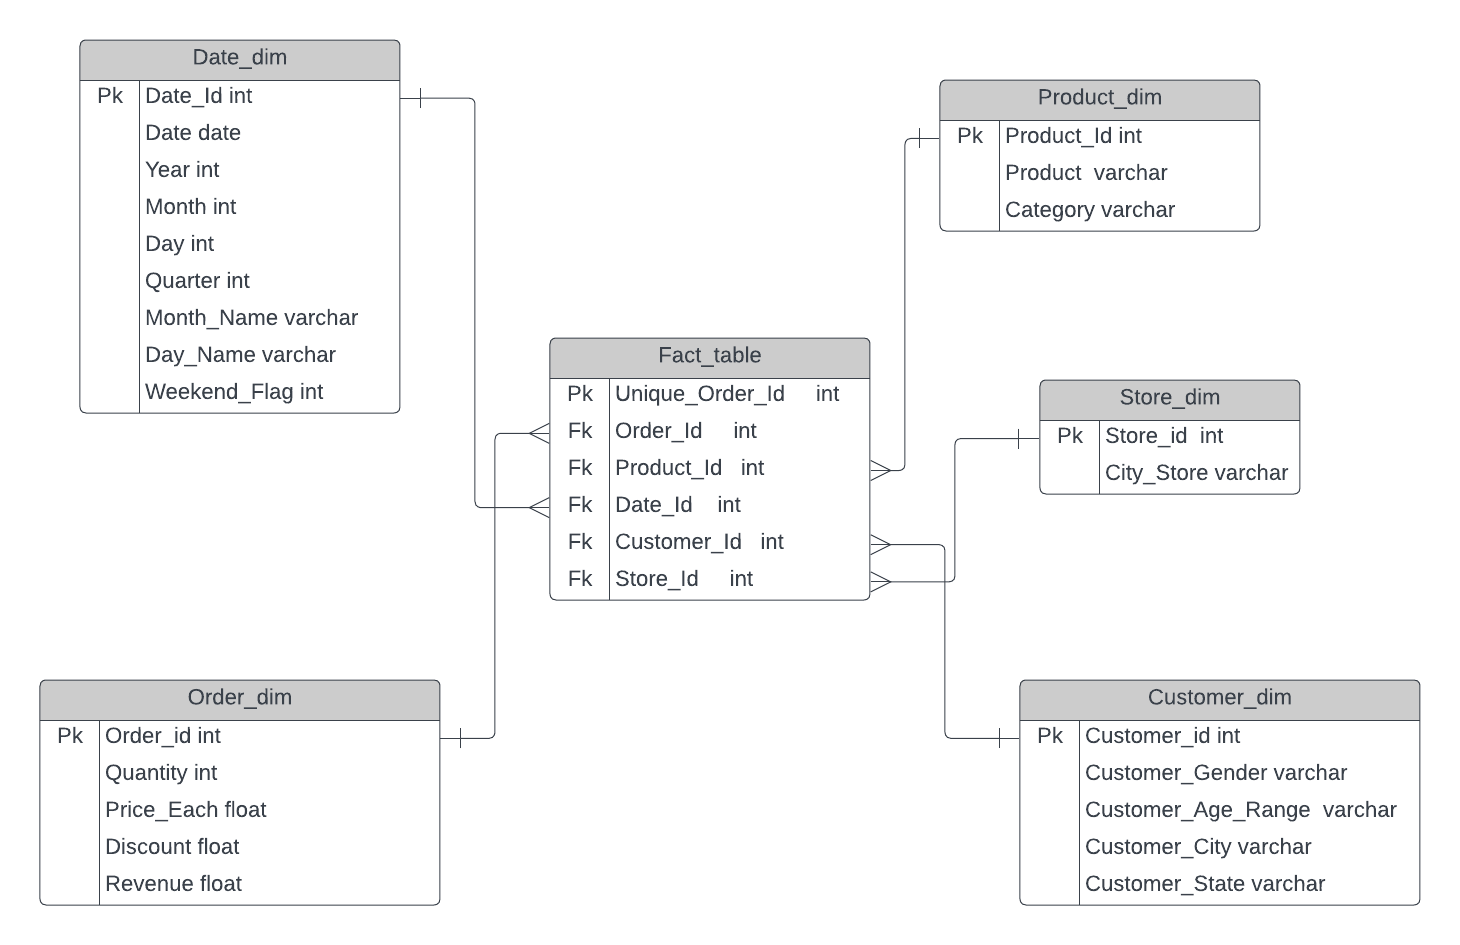 Date_dim
Pk Date_Id int
Date date
Year int
Month int
Day int
Quarter int
Month_Name varchar
Day_Name varchar
Weekend_Flag int
Product_dim
Pk Product_Id int
Product varchar
Category varchar
Fact_table
Pk Unique_Order_Id int
Fk Order_Id int
Fk Product_Id int
Fk Date_Id int
Fk Customer_Id int
Fk Store_Id int
Store_dim
Pk Store_id int
City_Store varchar
Order_dim
Pk Order_id int
Quantity int
Price_Each float
Discount float
Revenue float
Customer_dim
Pk Customer_id int
Customer_Gender varchar
Customer_Age_Range varchar
Customer_City varchar
Customer_State varchar